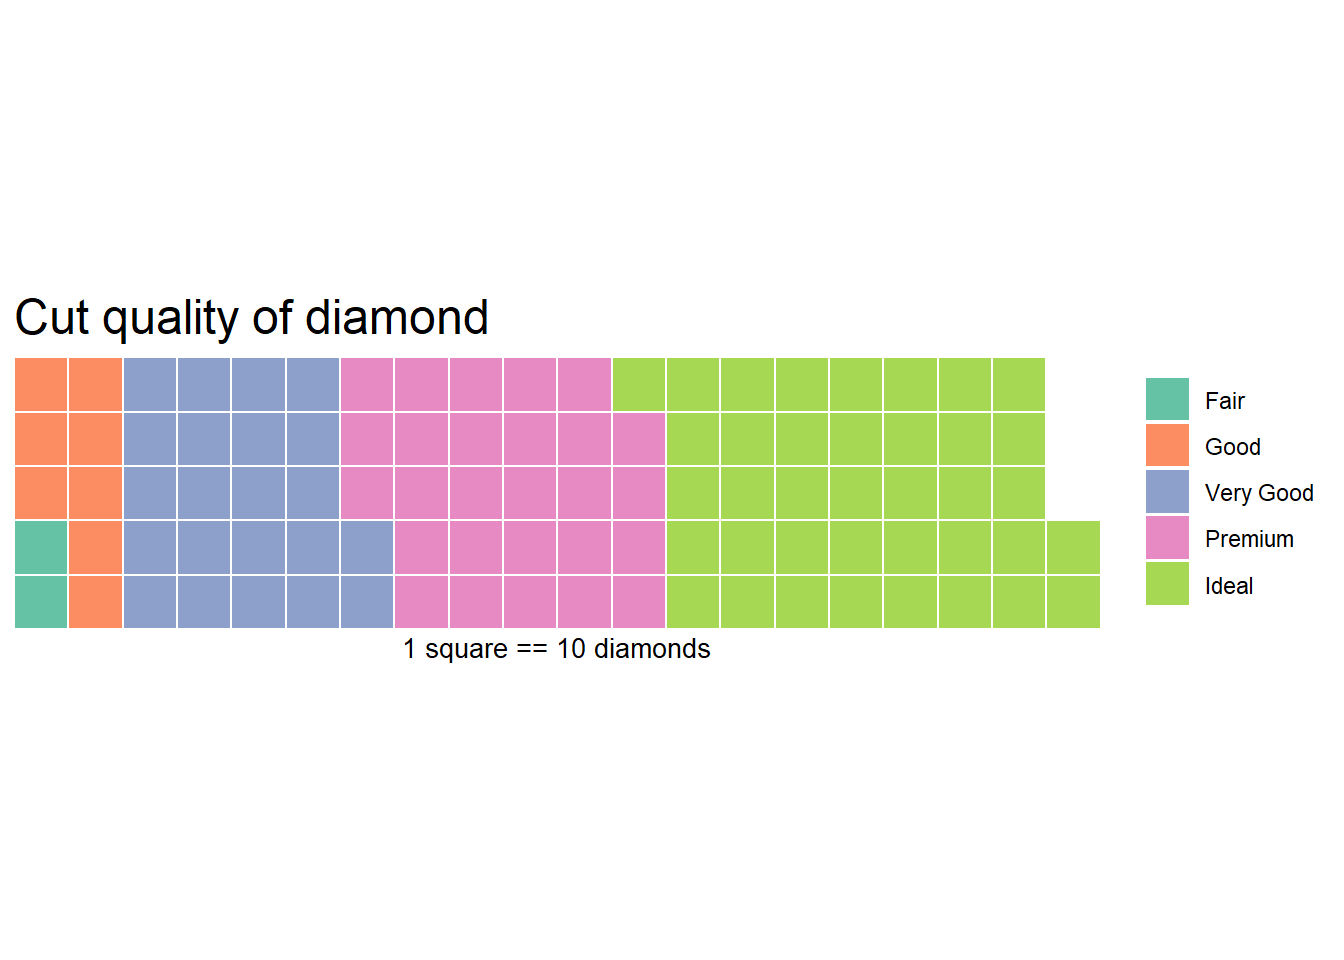 Cut quality of diamond
Fair
Good
Very Good
Premium
Ideal
1 square == 10 diamonds